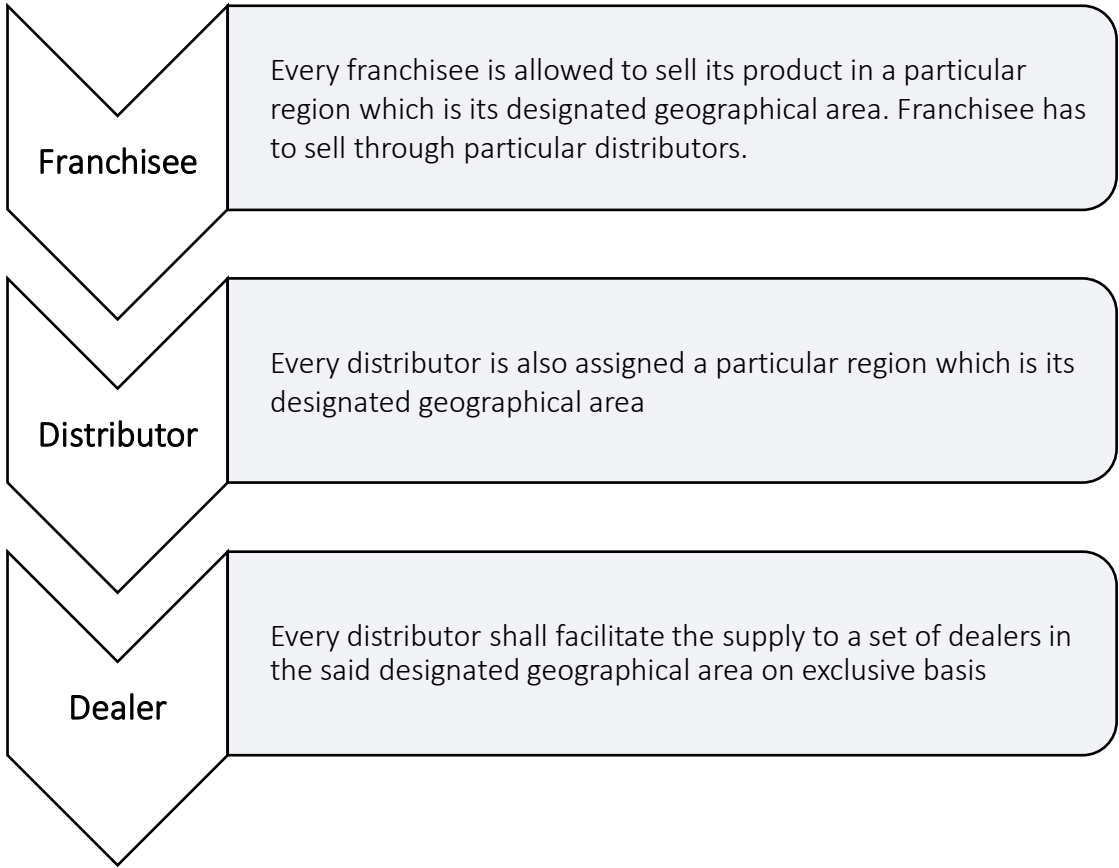 Franchisee
Every franchisee is allowed to sell its product in a particular
region which is its designated geographical area. Franchisee has
to sell through particular distributors.
Distributor
Every distributor is also assigned a particular region which is its
designated geographical area
Dealer
Every distributor shall facilitate the supply to a set of dealers in
the said designated geographical area on exclusive basis